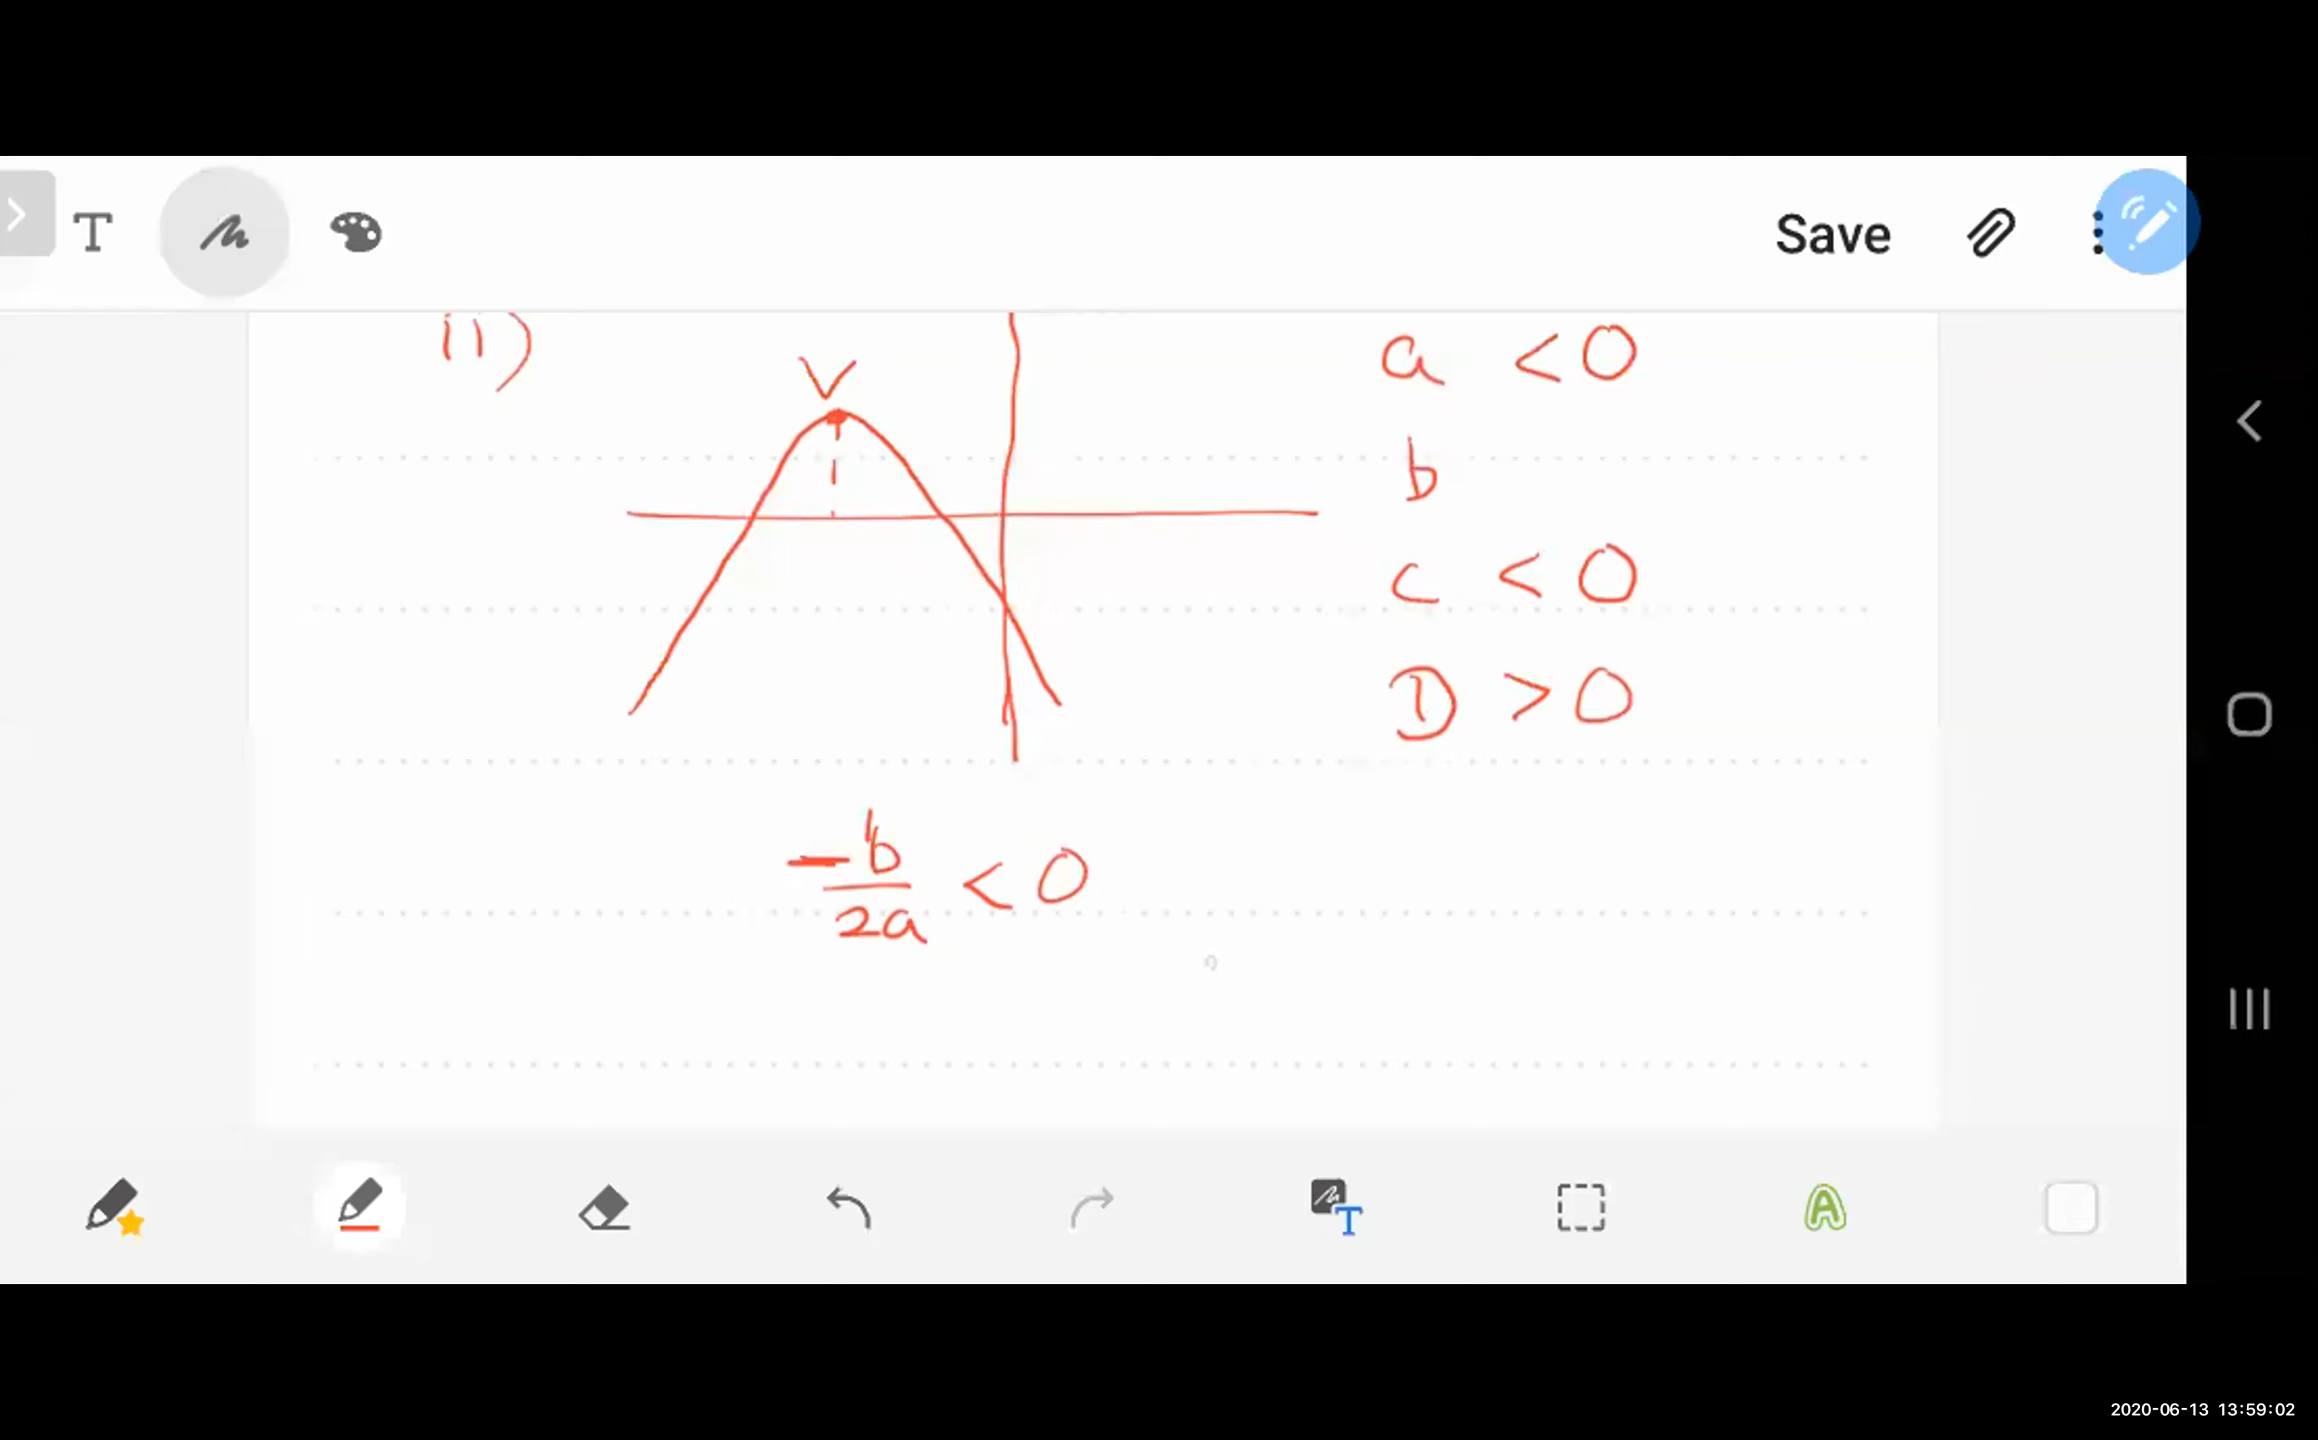 T
Save
ii)
V
a < 0
b
c < 0
D > 0
-b/2a < 0
T
A
2020-06-13 13:59:02